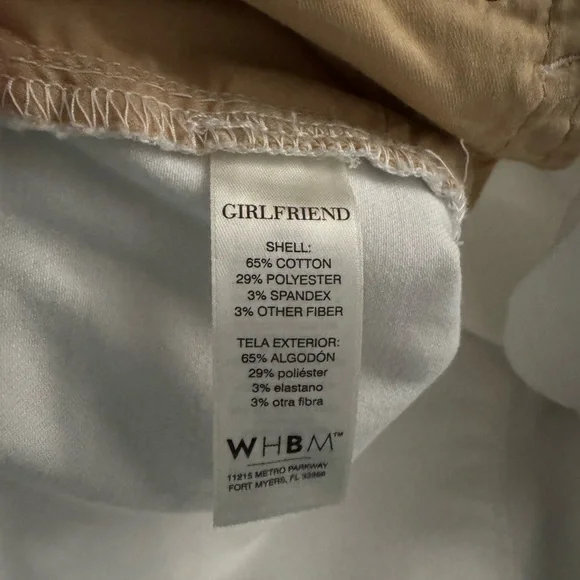 GIRLFRIEND
SHELL:
65% COTTON
29% POLYESTER
3% SPANDEX
3% OTHER FIBER
TELA EXTERIOR:
65% ALGODÓN
29% poliéster
3% elastano
3% otra fibra
WHBM™
11215 METRO PARKWAY
FORT MYERS, FL 33966